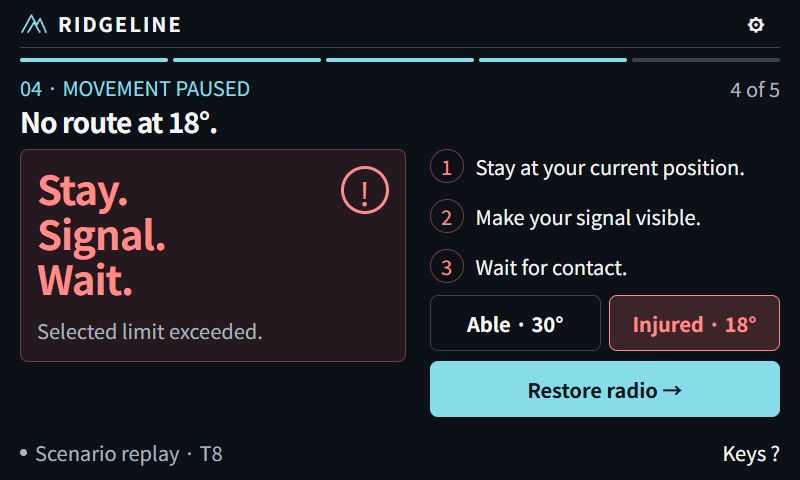 RIDGELINE
04 · MOVEMENT PAUSED
4 of 5
No route at 18°.
Stay.
Signal.
Wait.
!
Selected limit exceeded.
1 Stay at your current position.
2 Make your signal visible.
3 Wait for contact.
Able · 30°
Injured · 18°
Restore radio →
Scenario replay · T8
Keys ?